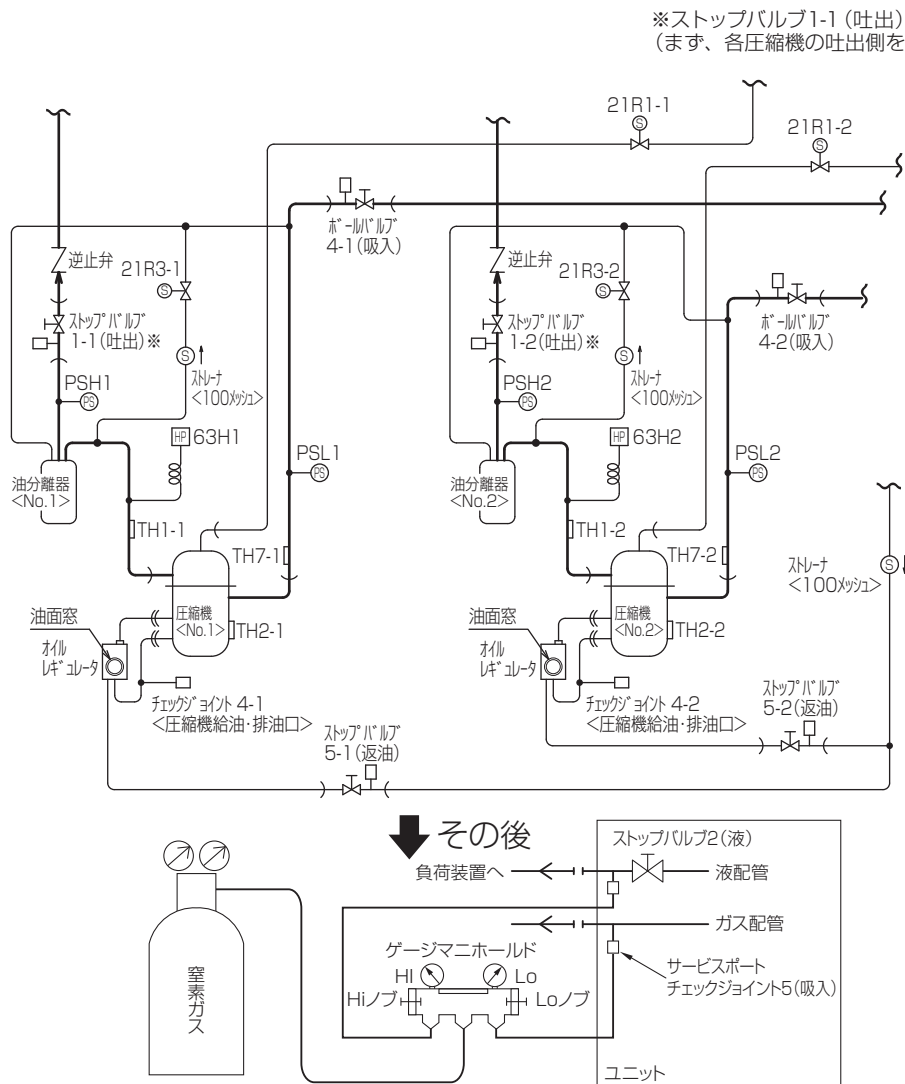 ※ストップバルブ1-1(吐出)
(まず、各圧縮機の吐出側を
21R1-1
21R1-2
ボールバルブ
4-1(吸入)
逆止弁
21R3-1
ストップバルブ
1-1(吐出)※
ストレーナ
<100メッシュ>
PSH1
PS
HP 63H1
PSL1
PS
油分離器
<No.1>
TH1-1
TH7-1
圧縮機
<No.1>
TH2-1
油面窓
オイル
レギュレータ
チェックジョイント 4-1
<圧縮機給油・排油口>
ストップバルブ
5-1(返油)
逆止弁
21R3-2
ストップバルブ
1-2(吐出)※
ストレーナ
<100メッシュ>
ボールバルブ
4-2(吸入)
PSH2
PS
HP 63H2
PSL2
PS
油分離器
<No.2>
TH1-2
TH7-2
圧縮機
<No.2>
TH2-2
ストレーナ
<100メッシュ>
油面窓
オイル
レギュレータ
チェックジョイント 4-2
<圧縮機給油・排油口>
ストップバルブ
5-2(返油)
S
S
S
S
S
S
S
その後
ストップバルブ2(液)
負荷装置へ
液配管
ガス配管
ゲージマニホールド
HI
Lo
Hiノブ
Loノブ
サービスポート
チェックジョイント5(吸入)
窒素ガス
ユニット